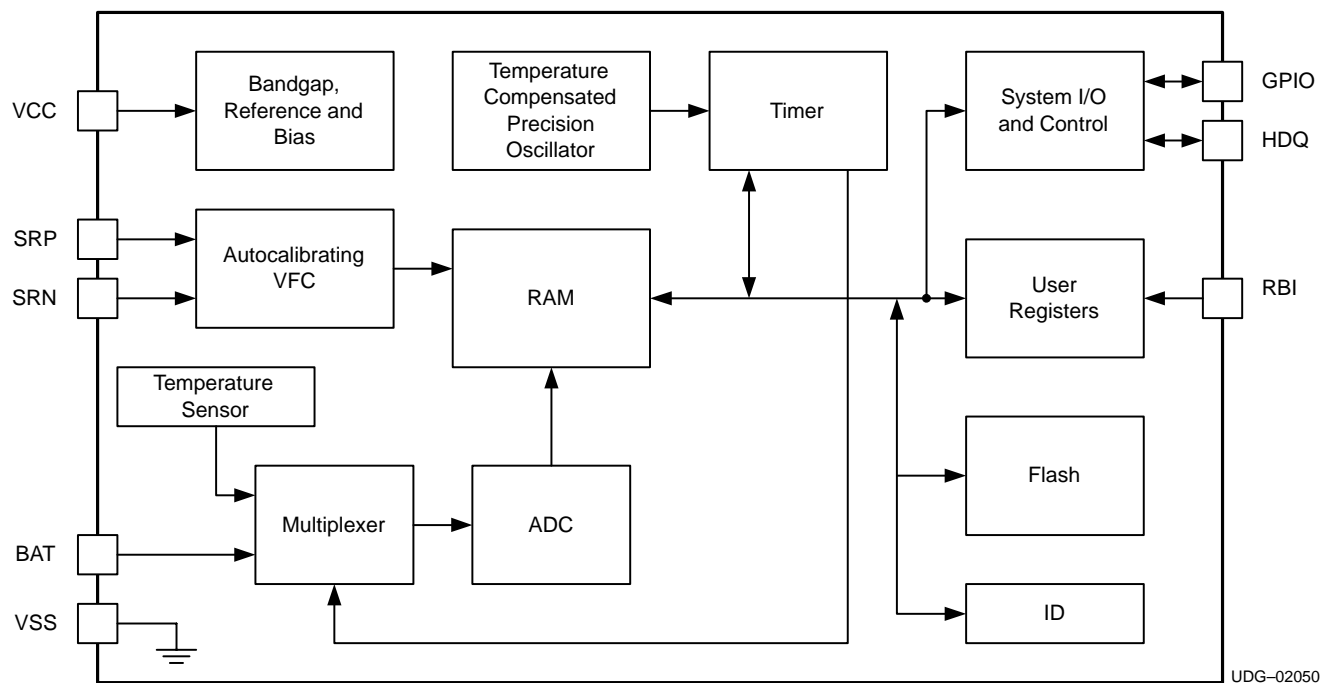 VCC
Bandgap,
Reference and
Bias
Temperature
Compensated
Precision
Oscillator
Timer
System I/O
and Control
GPIO
HDQ
SRP
SRN
Autocalibrating
VFC
RAM
User
Registers
RBI
Temperature
Sensor
Multiplexer
ADC
Flash
BAT
VSS
ID
UDG–02050